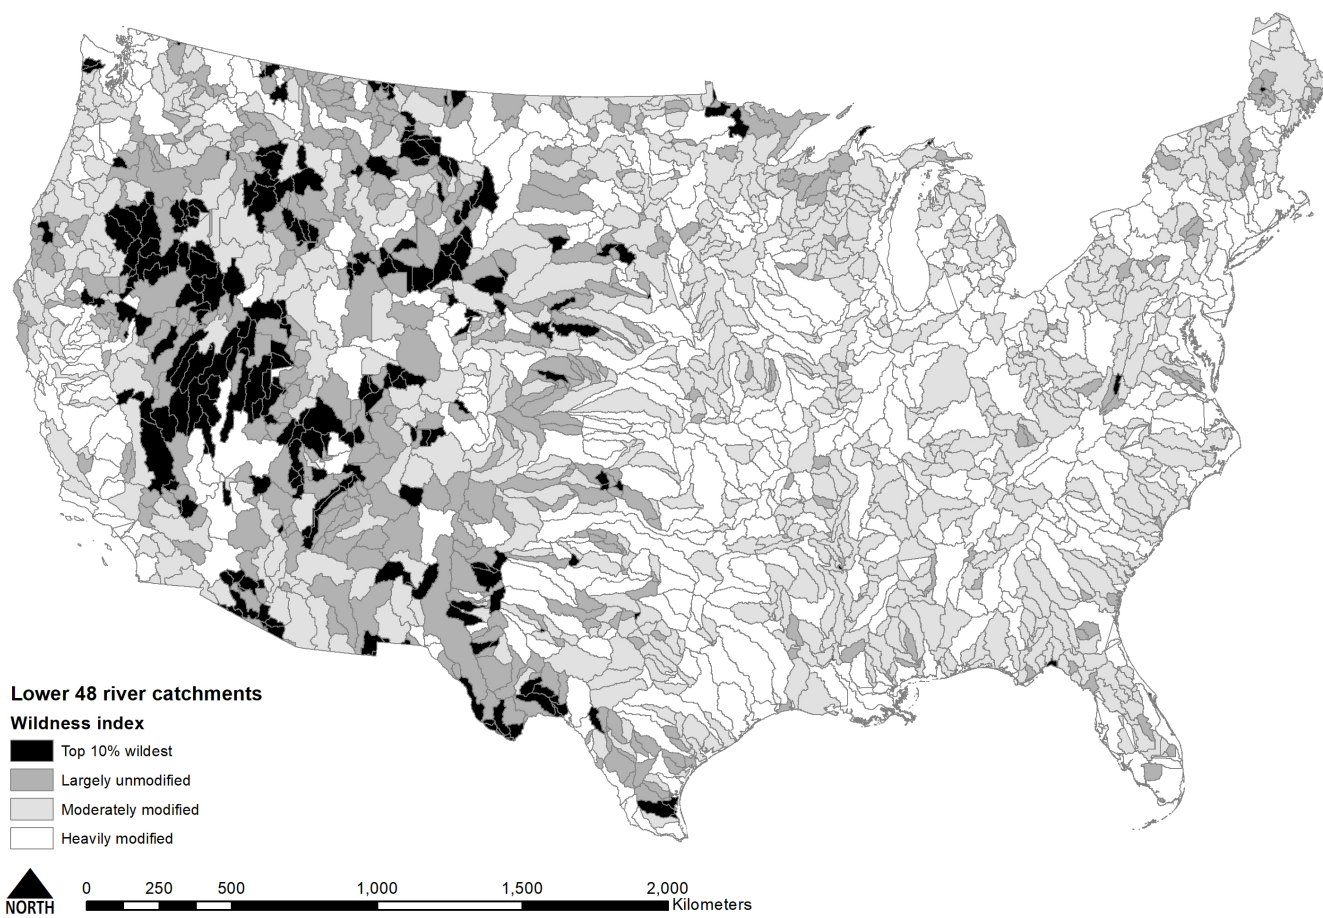 Lower 48 river catchments
Wildness index
Top 10% wildest
Largely unmodified
Moderately modified
Heavily modified
NORTH
0 250 500 1,000 1,500 2,000
Kilometers